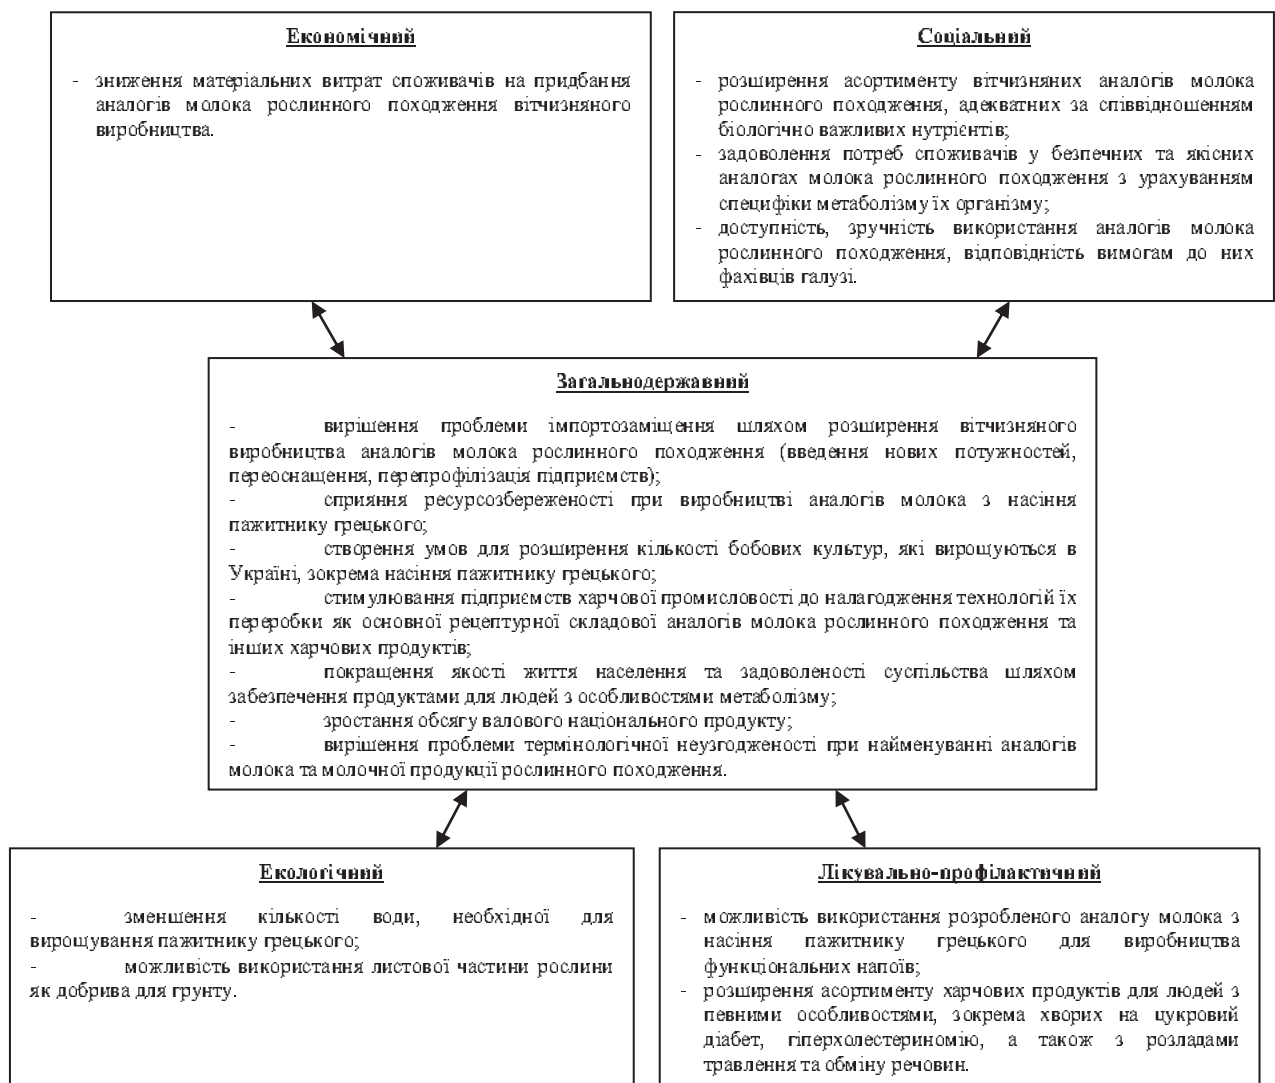 Економічний
- зниження матеріальних витрат споживачів на придбання
аналогів молока рослинного походження вітчизняного
виробництва.
Соціальний
- розширення асортименту вітчизняних аналогів молока
рослинного походження, адекватних за співвідношенням
біологічно важливих нутрієнтів;
- задоволення потреб споживачів у безпечних та якісних
аналогах молока рослинного походження з урахуванням
специфіки метаболізму їх організму;
- доступність, зручність використання аналогів молока
рослинного походження, відповідність вимогам до них
фахівців галузі.
Загальнодержавний
- вирішення проблеми імпортозаміщення шляхом розширення вітчизняного
виробництва аналогів молока рослинного походження (введення нових потужностей,
переоснащення, перепрофілізація підприємств);
- сприяння ресурсозбереженості при виробництві аналогів молока з насіння
пажитнику грецького;
- створення умов для розширення кількості бобових культур, які вирощуються в
Україні, зокрема насіння пажитнику грецького;
- стимулювання підприємств харчової промисловості до налагодження технологій їх
переробки як основної рецептурної складової аналогів молока рослинного походження та
інших харчових продуктів;
- покращення якості життя населення та задоволеності суспільства шляхом
забезпечення продуктами для людей з особливостями метаболізму;
- зростання обсягу валового національного продукту;
- вирішення проблеми термінологічної неузгодженості при найменуванні аналогів
молока та молочної продукції рослинного походження.
Екологічний
- зменшення кількості води, необхідної для
вирощування пажитнику грецького;
- можливість використання листової частини рослини
як добрива для грунту.
Лікувально-профілактичний
- можливість використання розробленого аналогу молока з
насіння пажитнику грецького для виробництва
функціональних напоїв;
- розширення асортименту харчових продуктів для людей з
певними особливостями, зокрема хворих на цукровий
діабет, гіперхолестериномію, а також з розладами
травлення та обміну речовин.